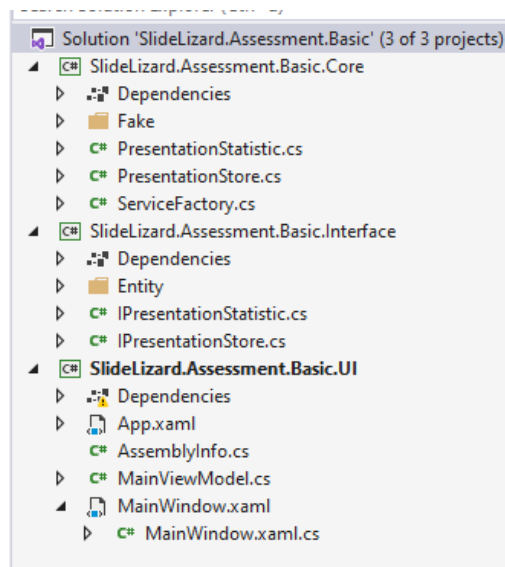 Solution 'SlideLizard.Assessment.Basic' (3 of 3 projects)
C# SlideLizard.Assessment.Basic.Core
Dependencies
Fake
C# PresentationStatistic.cs
C# PresentationStore.cs
C# ServiceFactory.cs
C# SlideLizard.Assessment.Basic.Interface
Dependencies
Entity
C# IPresentationStatistic.cs
C# IPresentationStore.cs
C# SlideLizard.Assessment.Basic.UI
Dependencies
App.xaml
C# AssemblyInfo.cs
C# MainViewModel.cs
MainWindow.xaml
C# MainWindow.xaml.cs